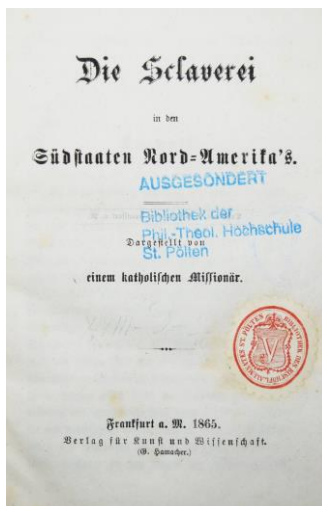 Die Sclaverei
in den
Südstaaten Nord=Amerika's.
AUSGESONDERT
Bibliothek der
Phil.-Theol. Hochschule
St. Pölten
Dargestellt von
einem katholischen Missionär.
Frankfurt a. M. 1865.
Verlag für Kunst und Wissenschaft.
(G. Hamacher.)